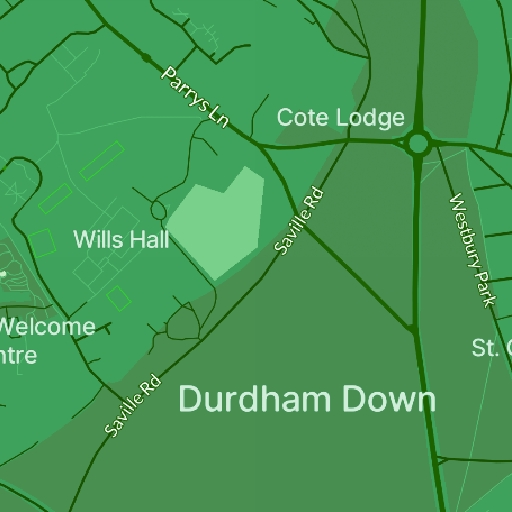 Parrys Ln
Cote Lodge
Saville Rd
Westbury Park
Wills Hall
Welcome
ntre
St.
Durdham Down
Saville Rd